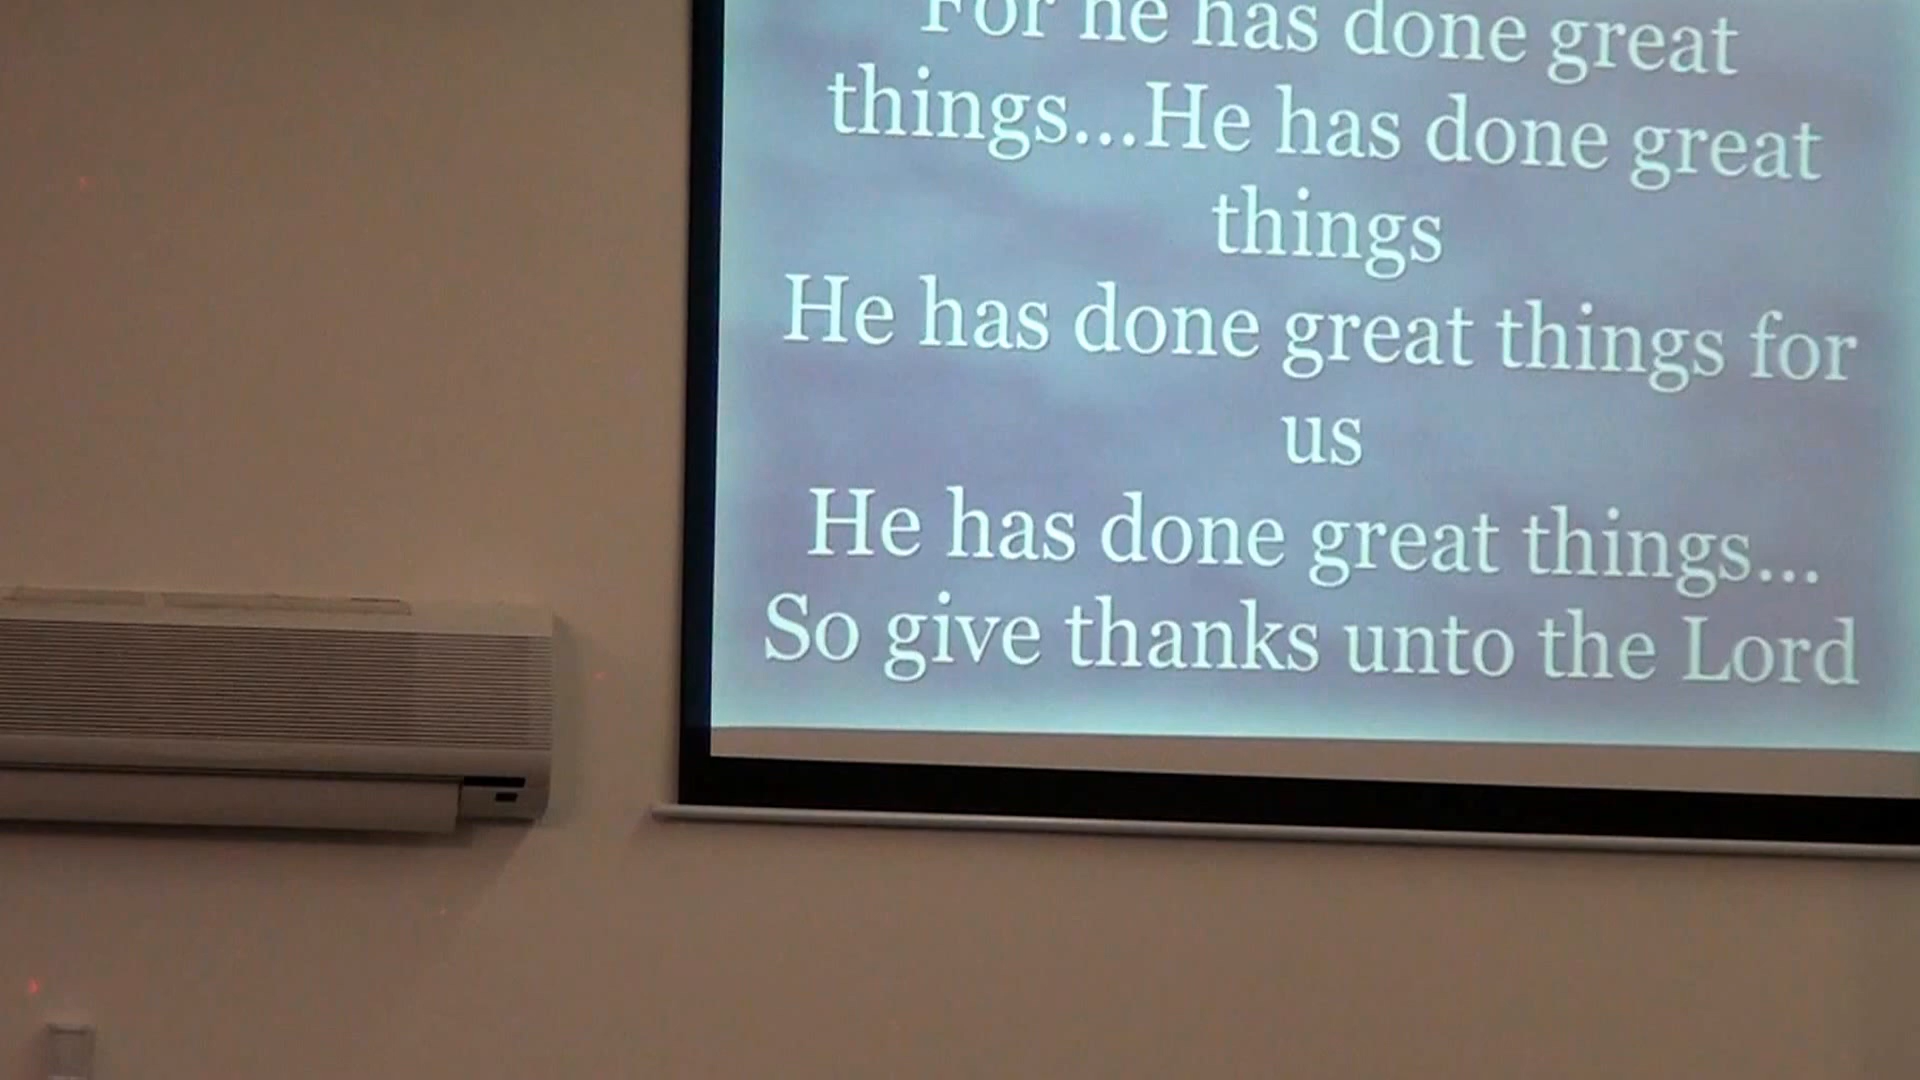 For he has done great
things...He has done great
things
He has done great things for
us
He has done great things...
So give thanks unto the Lord